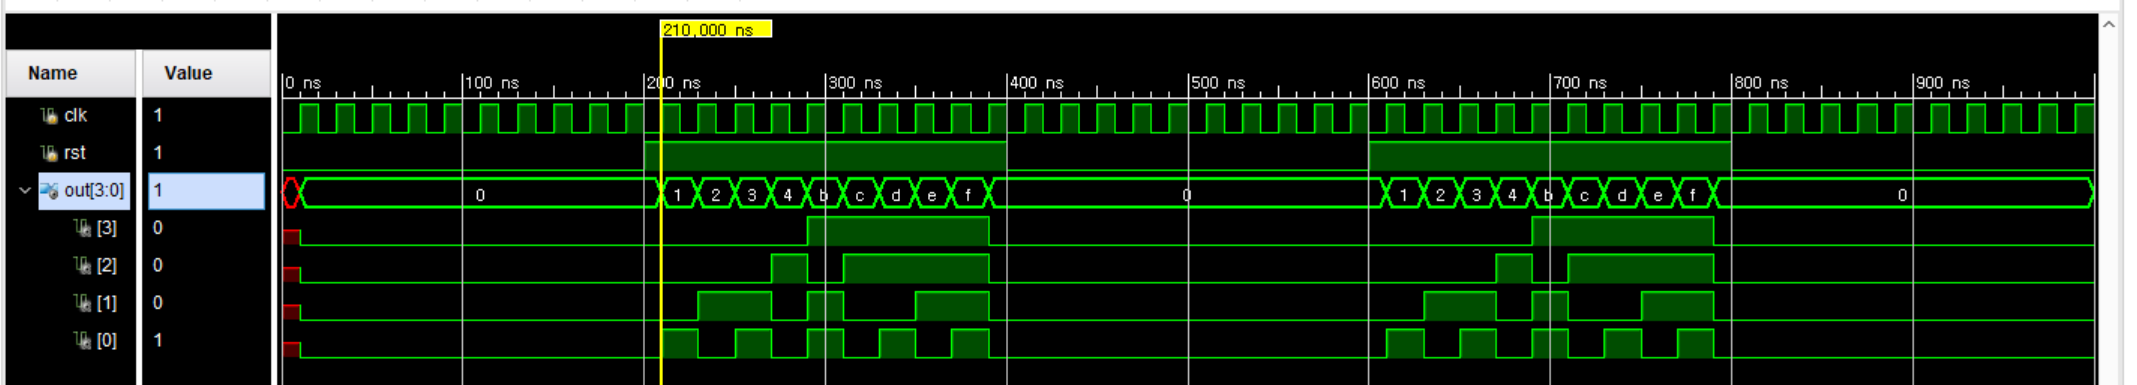 210,000 ns
Name Value
0 ns 100 ns 200 ns 300 ns 400 ns 500 ns 600 ns 700 ns 800 ns 900 ns
clk 1
rst 1
out[3:0] 1 0 1 2 3 4 b c d e f 0 1 2 3 4 b c d e f 0
[3] 0
[2] 0
[1] 0
[0] 1